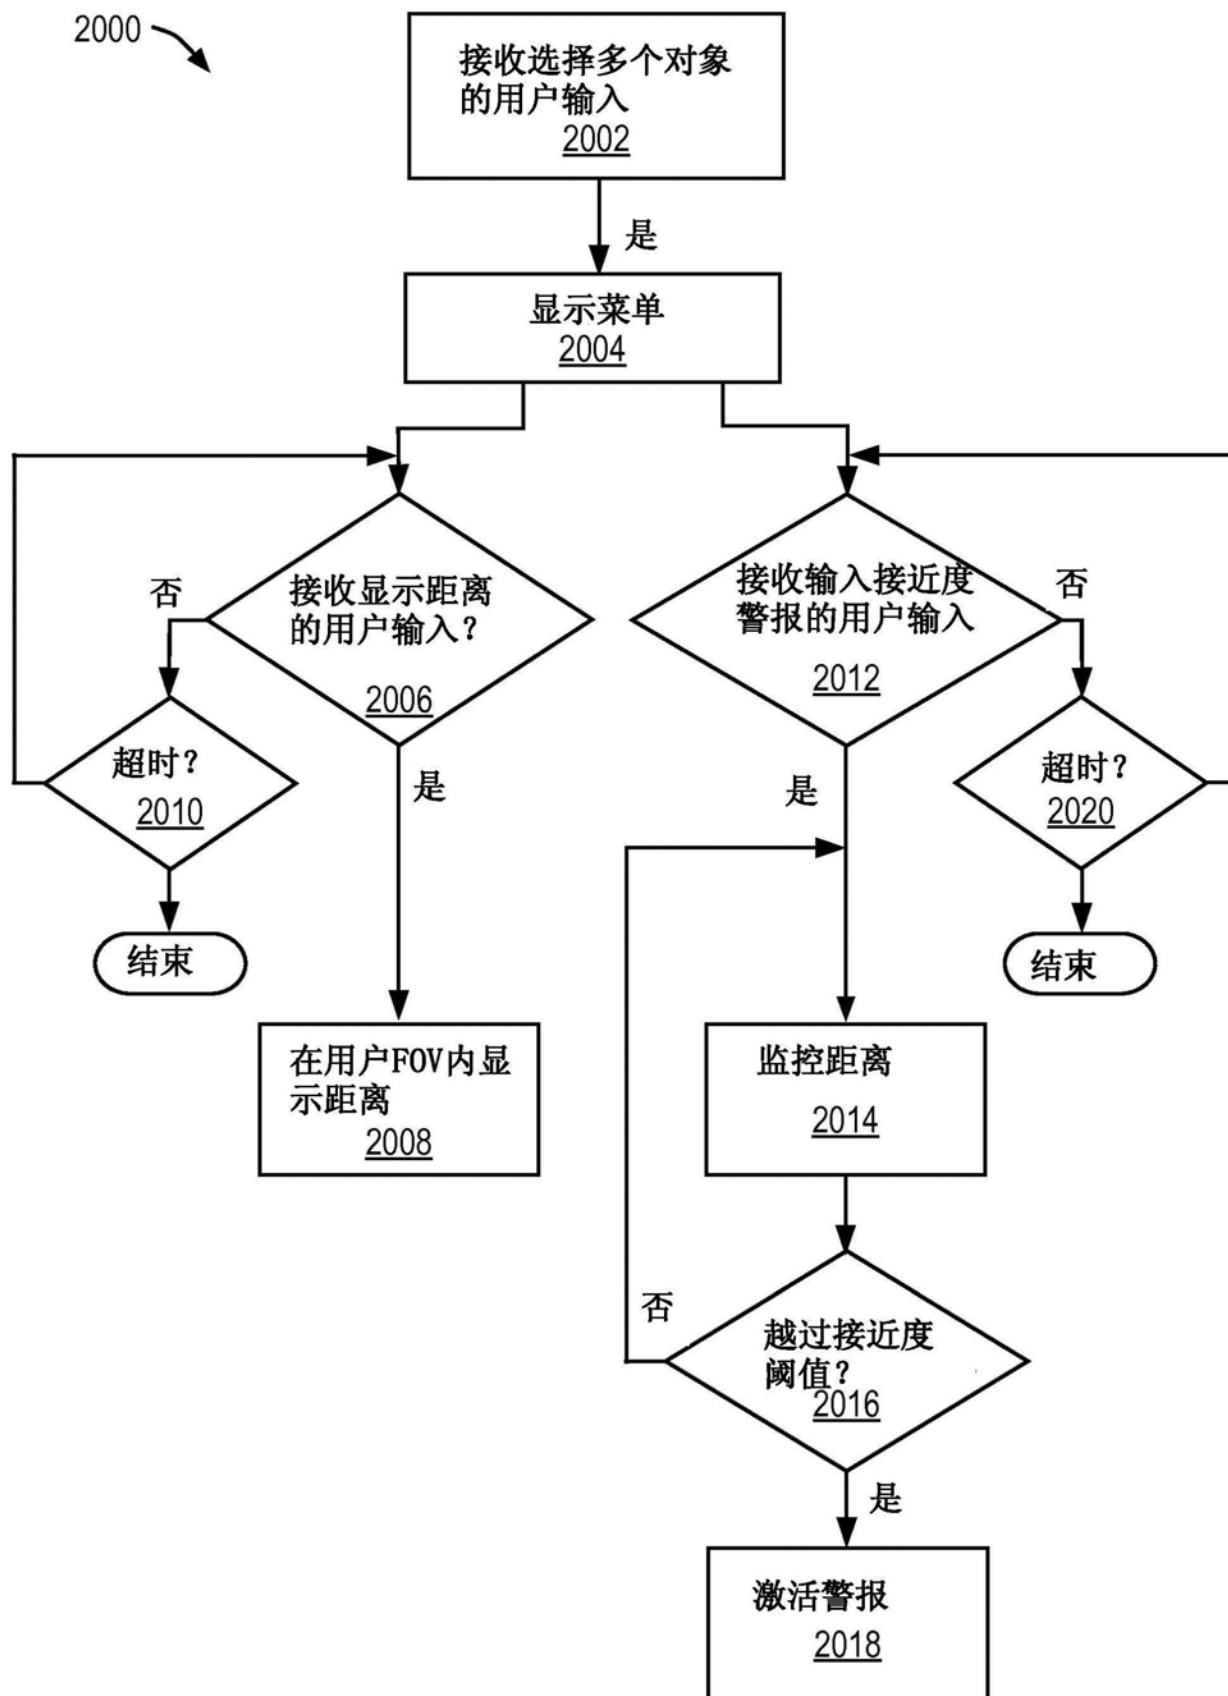 2000
接收选择多个对象
的用户输入
2002
是
显示菜单
2004
否
接收显示距离
的用户输入？
2006
接收输入接近度
警报的用户输入
2012
否
超时？
2010
是
是
超时？
2020
结束
结束
在用户FOV内显
示距离
2008
监控距离
2014
否
越过接近度
阈值？
2016
是
激活警报
2018